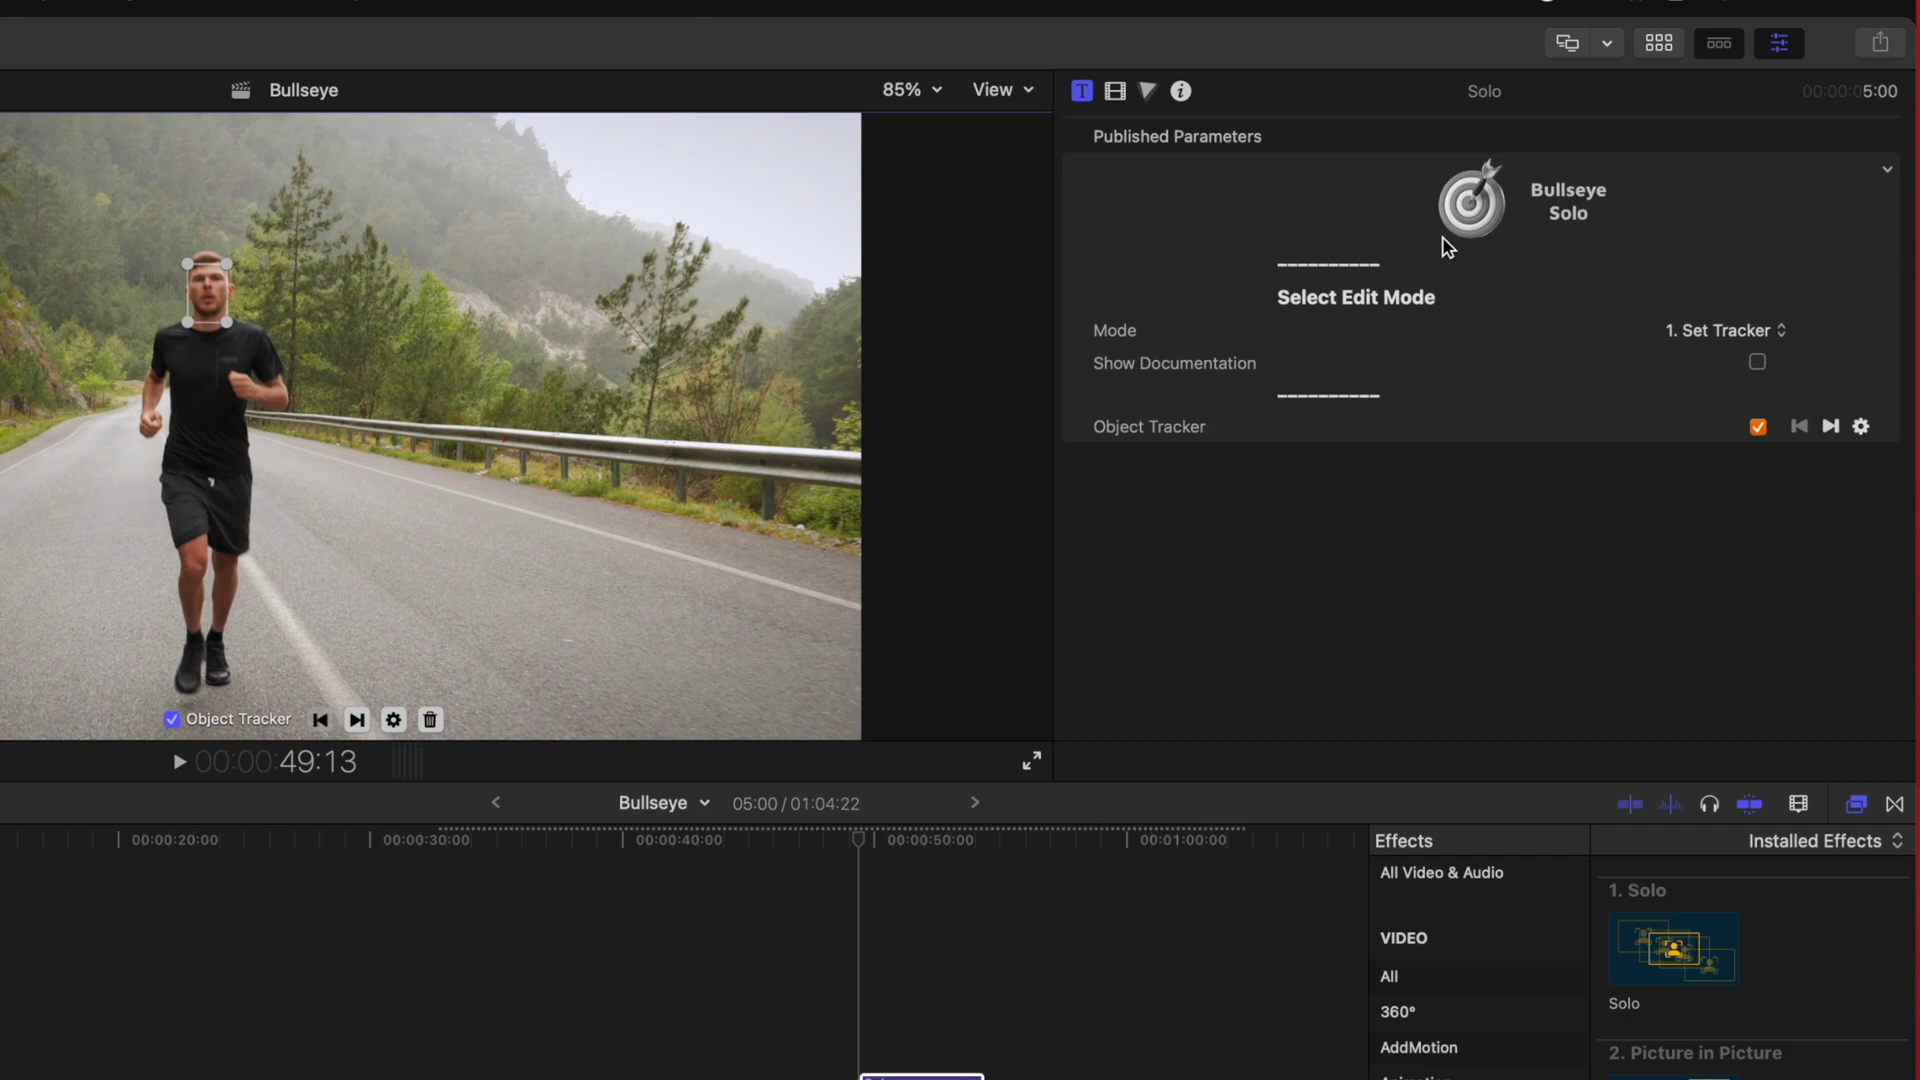 Bullseye
85%
View
T
Solo
00:00:05:00
Published Parameters
Bullseye
Solo
----------
Select Edit Mode
Mode
1. Set Tracker
Show Documentation
----------
Object Tracker
Object Tracker
00:00:49:13
Bullseye
05:00 / 01:04:22
00:00:20:00
00:00:30:00
00:00:40:00
00:00:50:00
00:01:00:00
Effects
Installed Effects
All Video & Audio
VIDEO
All
360°
AddMotion
1. Solo
Solo
2. Picture in Picture